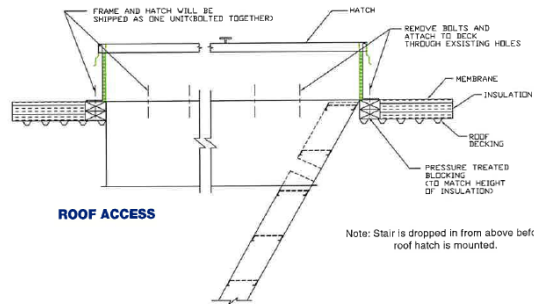 FRAME AND HATCH WILL BE
SHIPPED AS ONE UNIT(BOLTED TOGETHER)
HATCH
REMOVE BOLTS AND
ATTACH TO DECK
THROUGH EXSISTING HOLES
MEMBRANE
INSULATION
ROOF
DECKING
PRESSURE TREATED
BLOCKING
(TO MATCH HEIGHT
OF INSULATION)
ROOF ACCESS
Note: Stair is dropped in from above befo
roof hatch is mounted.